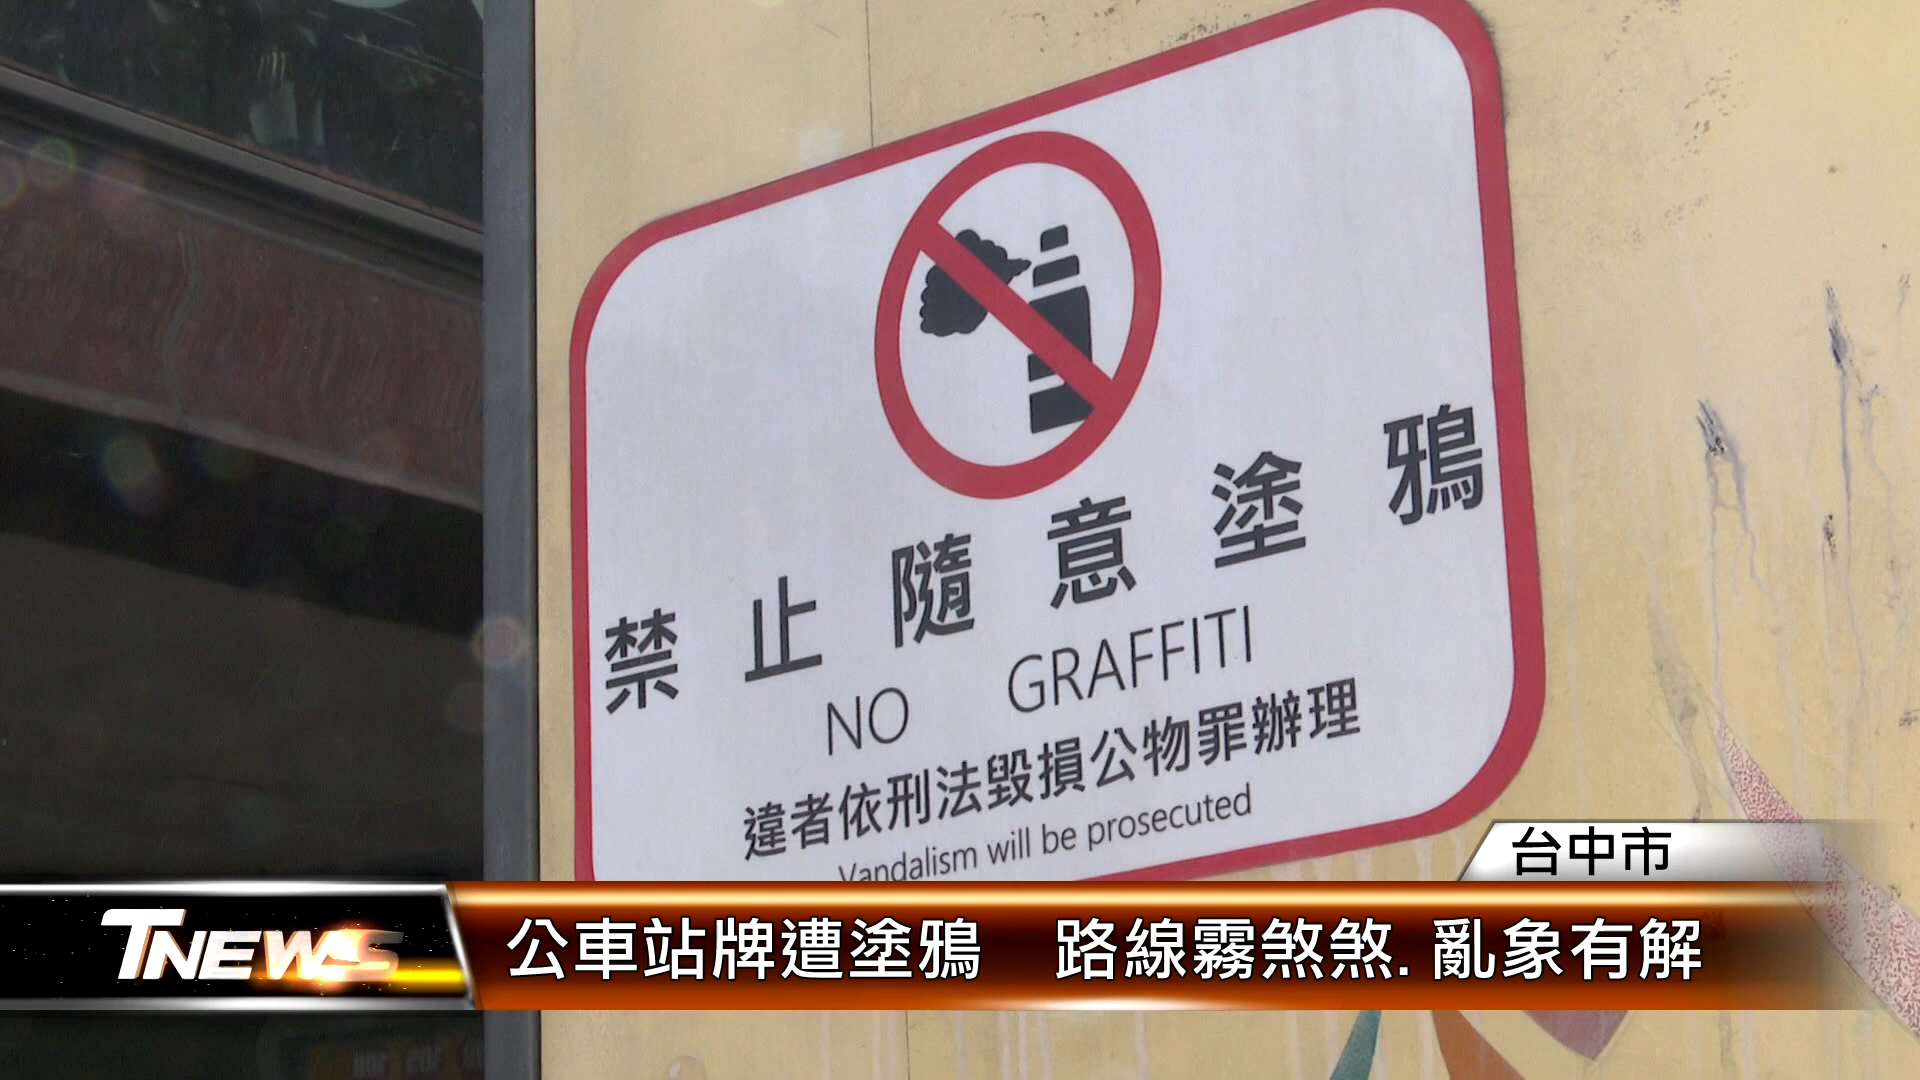 禁止隨意塗鴉
NO GRAFFITI
違者依刑法毀損公物罪辦理
Vandalism will be prosecuted
台中市
TNEWS
公車站牌遭塗鴉 路線霧煞煞.亂象有解